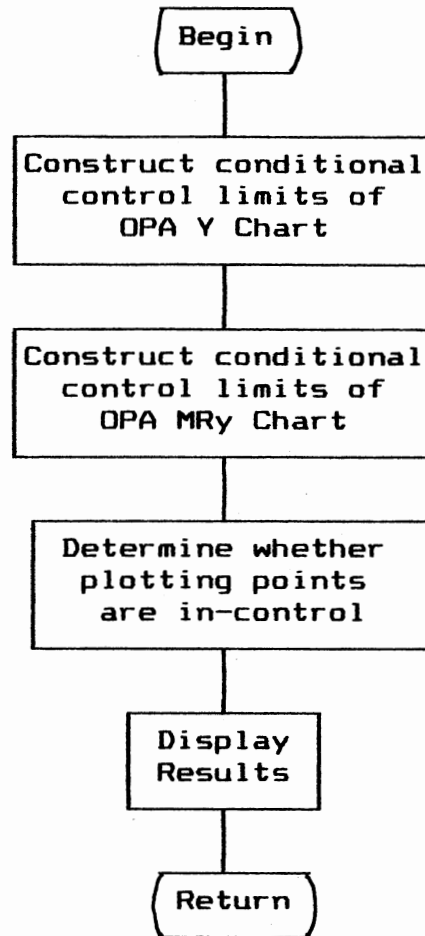 Begin
Construct conditional
control limits of
OPA Y Chart
Construct conditional
control limits of
OPA MRy Chart
Determine whether
plotting points
are in-control
Display
Results
Return